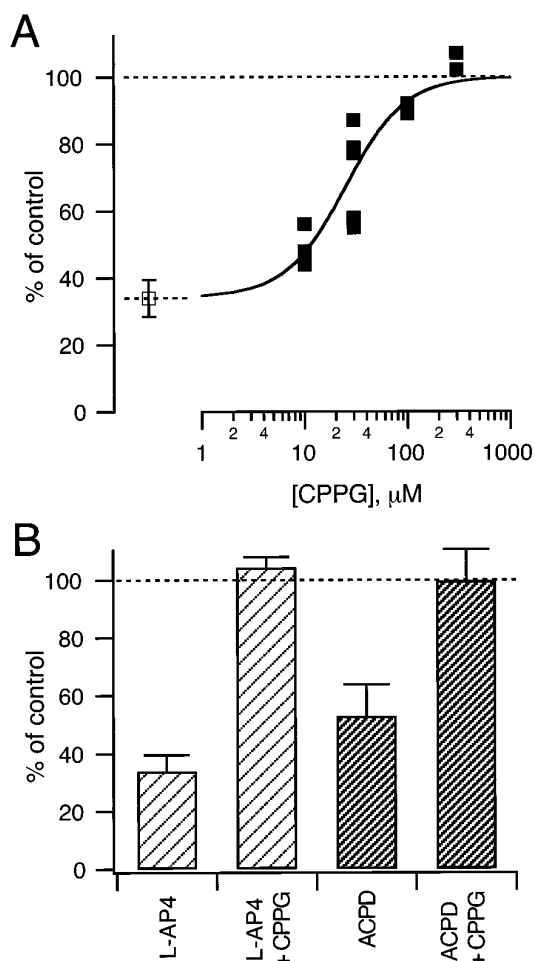 A
100
80
60
40
20
0
% of control
2 4 2 4 2 4
1 10 100 1000
[CPPG], μM
B
100
80
60
40
20
0
% of control
L-AP4
L-AP4
+CPPG
ACPD
ACPD
+CPPG